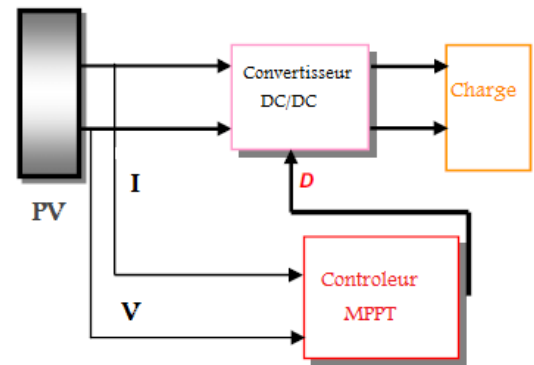 PV
I
V
Convertisseur
DC/DC
Charge
D
Controleur
MPPT